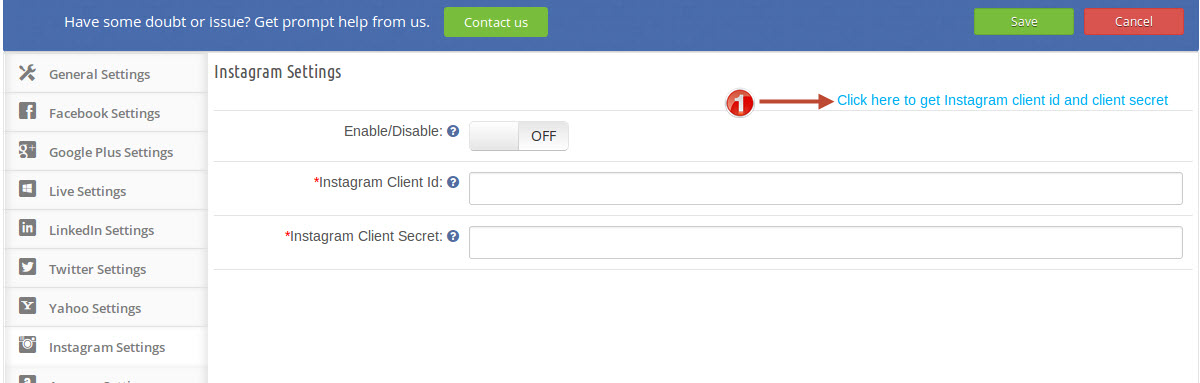 Have some doubt or issue? Get prompt help from us.
Contact us
Save
Cancel
General Settings
Facebook Settings
Google Plus Settings
Live Settings
LinkedIn Settings
Twitter Settings
Yahoo Settings
Instagram Settings
Instagram Settings
1
Click here to get Instagram client id and client secret
Enable/Disable:
OFF
*Instagram Client Id:
*Instagram Client Secret: